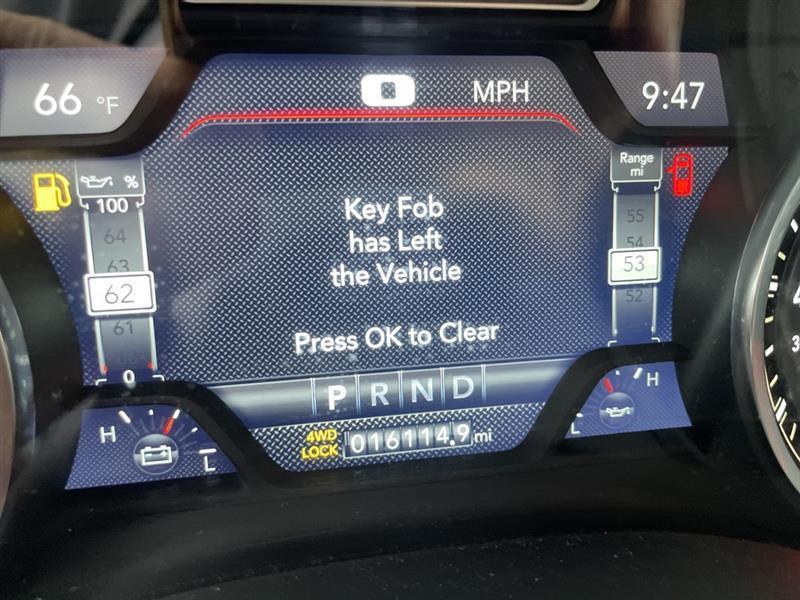 66 °F
0 MPH
9:47
%
100
64
63
62
61
0
Range
mi
55
54
53
52
Key Fob
has Left
the Vehicle
Press OK to Clear
P R N D
4WD
LOCK
016114.9 mi
H
L
H
L